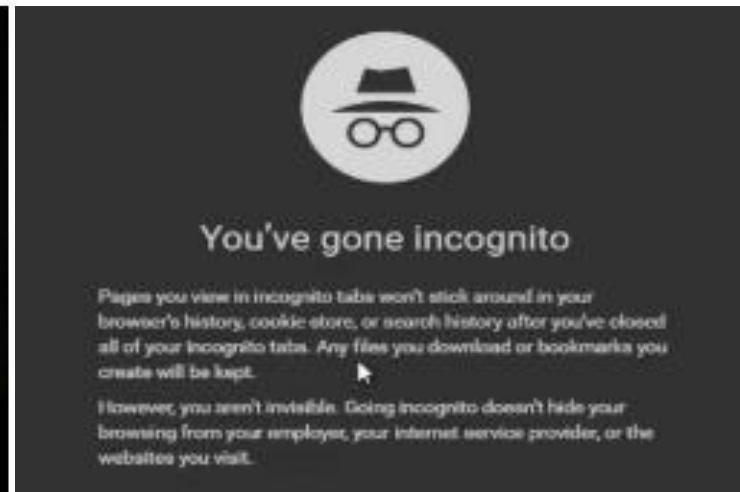 You've gone incognito
Pages you view in incognito tabs won't stick around in your
browser's history, cookie store, or search history after you've closed
all of your incognito tabs. Any files you download or bookmarks you
create will be kept.
However, you aren't invisible. Going incognito doesn't hide your
browsing from your employer, your internet service provider, or the
websites you visit.